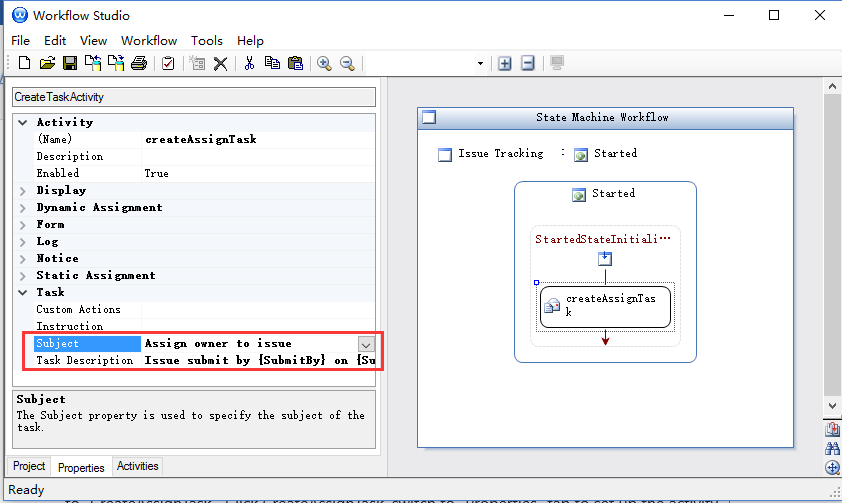 Workflow Studio
File Edit View Workflow Tools Help
CreateTaskActivity
Activity
(Name) createAssignTask
Description
Enabled True
Display
Dynamic Assignment
Form
Log
Notice
Static Assignment
Task
Custom Actions
Instruction
Subject Assign owner to issue
Task Description Issue submit by {SubmitBy} on {Su
Subject
The Subject property is used to specify the subject of the
task.
Project Properties Activities
Ready
State Machine Workflow
Issue Tracking : Started
Started
StartedStateInitiali…
createAssignTas
k